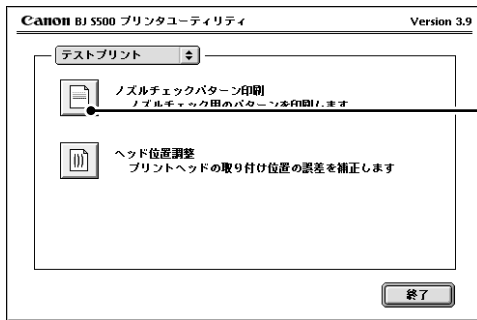 Canon BJ S500 プリンタユーティリティ Version 3.9
テストプリント
ノズルチェックパターン印刷
ノズルチェック用のパターンを印刷します
ヘッド位置調整
プリントヘッドの取り付け位置の誤差を補正します
終了